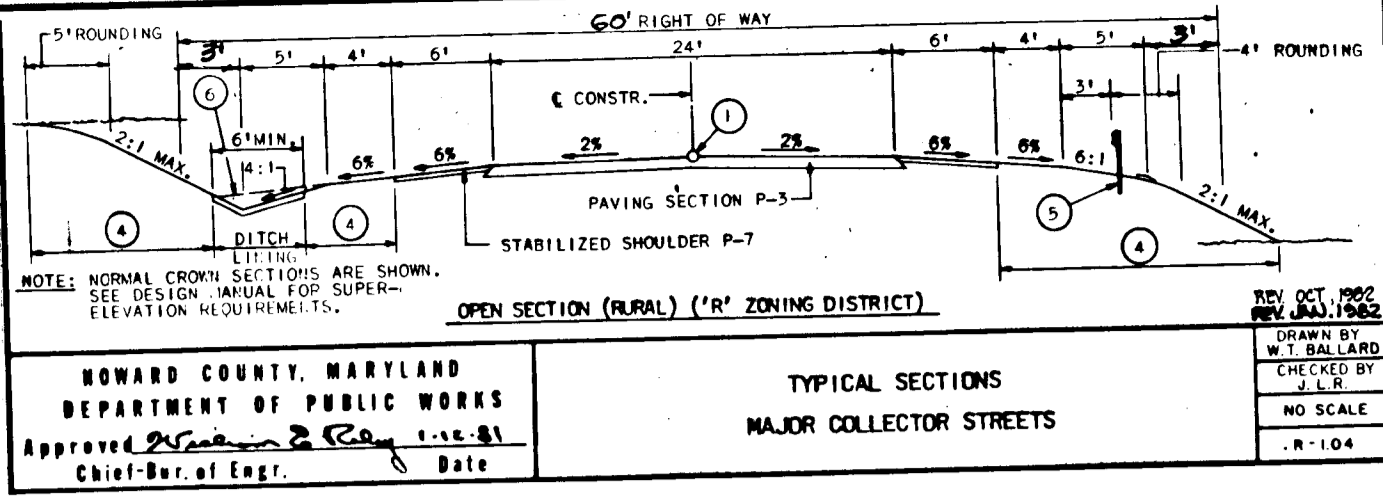 60' RIGHT OF WAY
5' ROUNDING
3' 5' 4' 6' 24' 6' 4' 5' 3'
4' ROUNDING
6
₵ CONSTR.
1
3'
2:1 MAX.
6' MIN.
4:1
6% 6% 2% 2% 6% 6% 6:1
5
2:1 MAX.
PAVING SECTION P-3
4
DITCH
LINING
4
STABILIZED SHOULDER P-7
4
NOTE: NORMAL CROWN SECTIONS ARE SHOWN.
SEE DESIGN MANUAL FOR SUPER-
ELEVATION REQUIREMENTS.
OPEN SECTION (RURAL) ('R' ZONING DISTRICT)
REV. OCT, 1982
REV. JAN. 1982
HOWARD COUNTY, MARYLAND
DEPARTMENT OF PUBLIC WORKS
Approved 
Chief-Bur. of Engr. Date
TYPICAL SECTIONS
MAJOR COLLECTOR STREETS
DRAWN BY
W.T. BALLARD
CHECKED BY
J.L.R.
NO SCALE
R-1.04